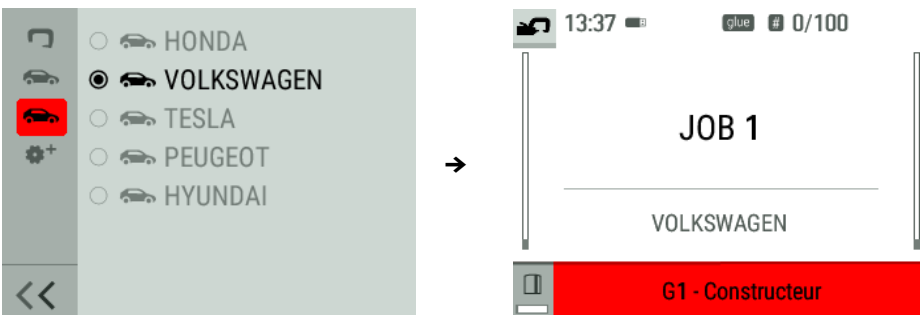 HONDA
VOLKSWAGEN
TESLA
PEUGEOT
HYUNDAI
13:37 glue # 0/100
JOB 1
VOLKSWAGEN
G1 - Constructeur